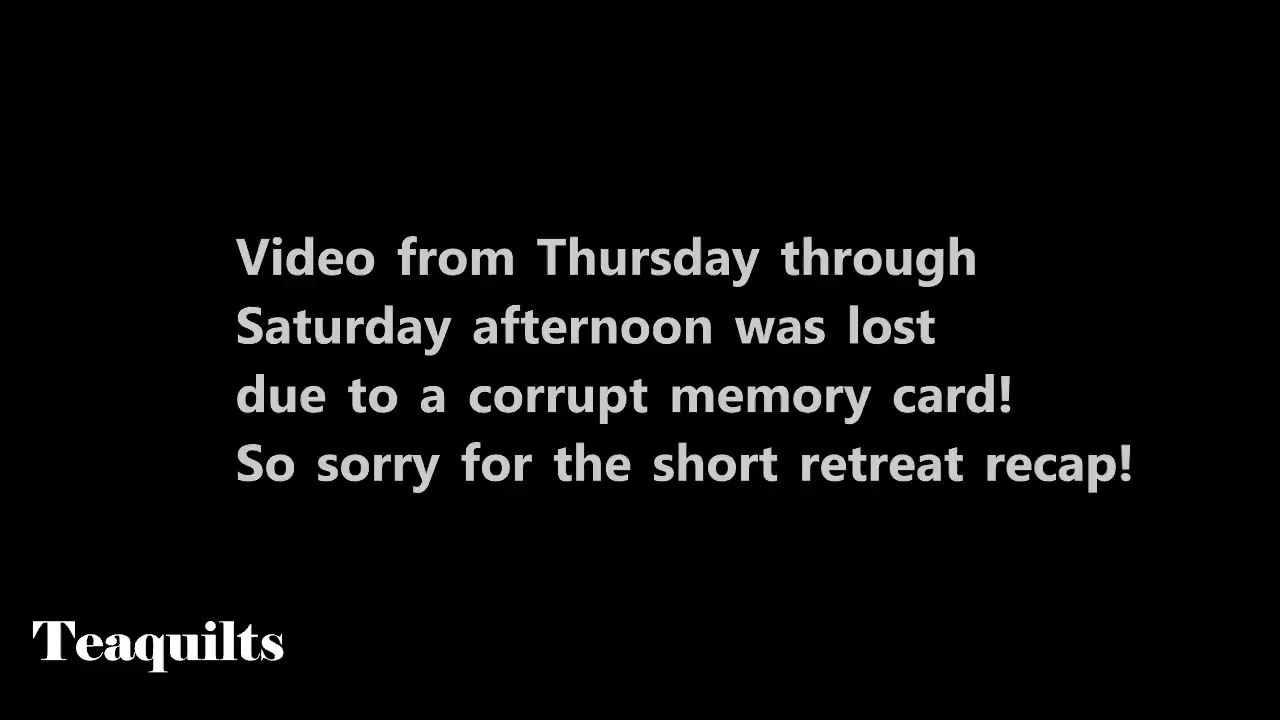 Video from Thursday through
Saturday afternoon was lost
due to a corrupt memory card!
So sorry for the short retreat recap!
Teaquilts